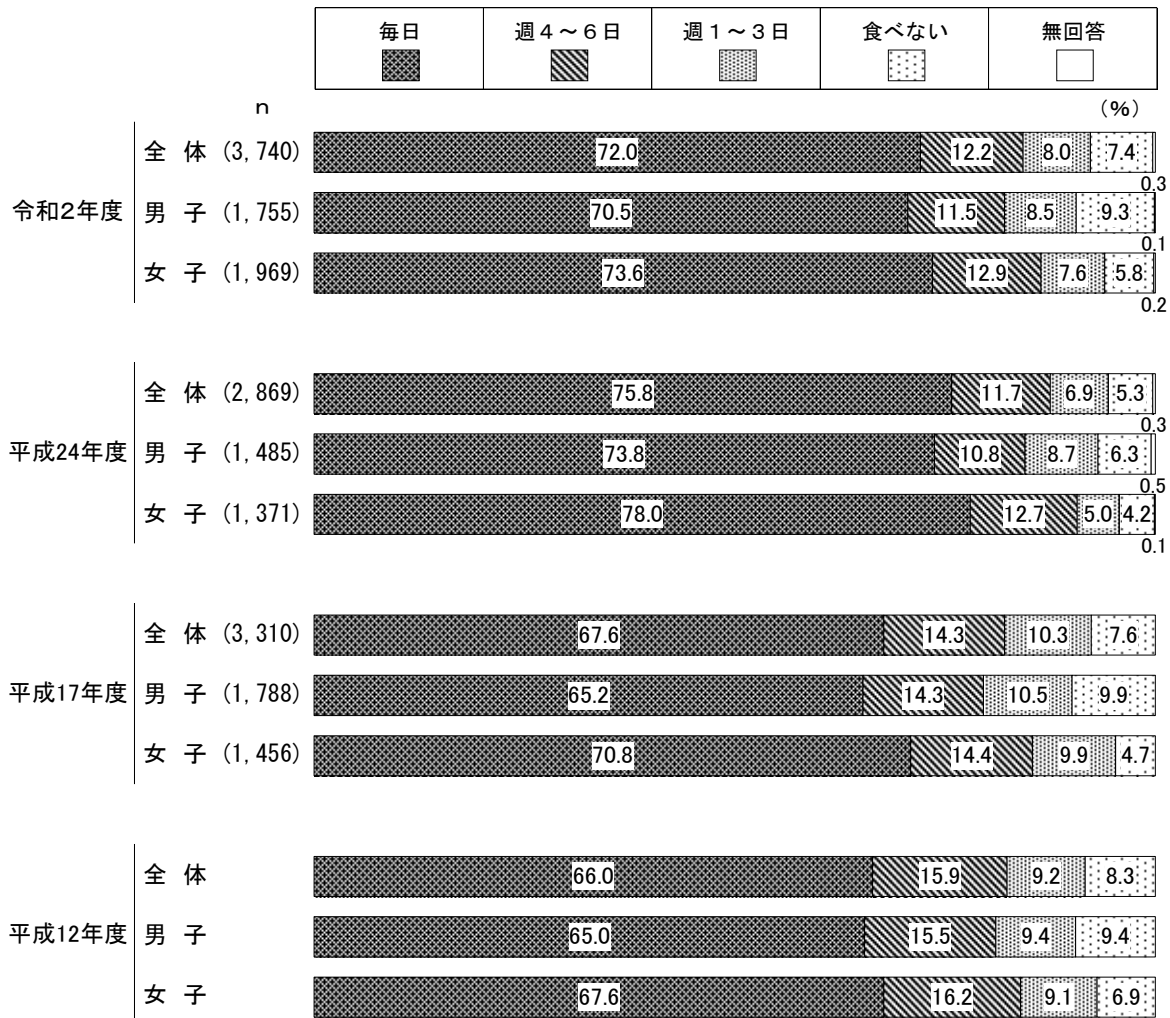 毎日 週４～６日 週１～３日 食べない 無回答
n (%)
令和2年度
全 体 (3,740) 72.0 12.2 8.0 7.4 0.3
男 子 (1,755) 70.5 11.5 8.5 9.3 0.1
女 子 (1,969) 73.6 12.9 7.6 5.8 0.2
平成24年度
全 体 (2,869) 75.8 11.7 6.9 5.3 0.3
男 子 (1,485) 73.8 10.8 8.7 6.3 0.5
女 子 (1,371) 78.0 12.7 5.0 4.2 0.1
平成17年度
全 体 (3,310) 67.6 14.3 10.3 7.6
男 子 (1,788) 65.2 14.3 10.5 9.9
女 子 (1,456) 70.8 14.4 9.9 4.7
平成12年度
全 体 66.0 15.9 9.2 8.3
男 子 65.0 15.5 9.4 9.4
女 子 67.6 16.2 9.1 6.9